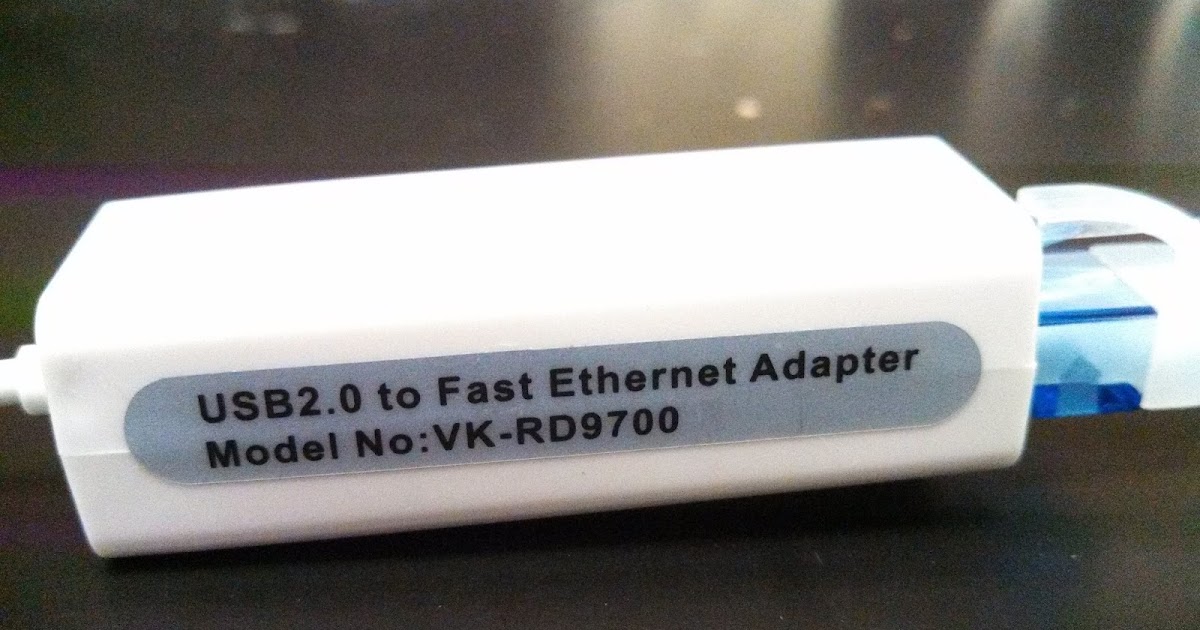 USB2.0 to Fast Ethernet Adapter
Model No:VK-RD9700